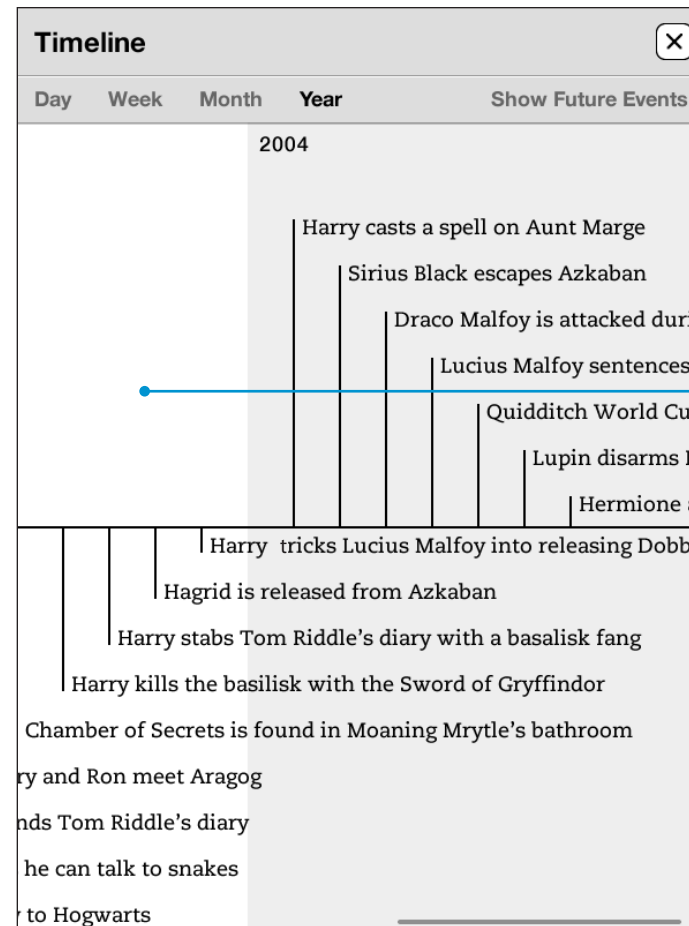 Timeline
Day Week Month Year Show Future Events
2004
Harry casts a spell on Aunt Marge
Sirius Black escapes Azkaban
Draco Malfoy is attacked duri
Lucius Malfoy sentences
Quidditch World Cu
Lupin disarms
Hermione
Harry tricks Lucius Malfoy into releasing Dobb
Hagrid is released from Azkaban
Harry stabs Tom Riddle’s diary with a basalisk fang
Harry kills the basilisk with the Sword of Gryffindor
Chamber of Secrets is found in Moaning Mrytle’s bathroom
ry and Ron meet Aragog
nds Tom Riddle’s diary
he can talk to snakes
to Hogwarts